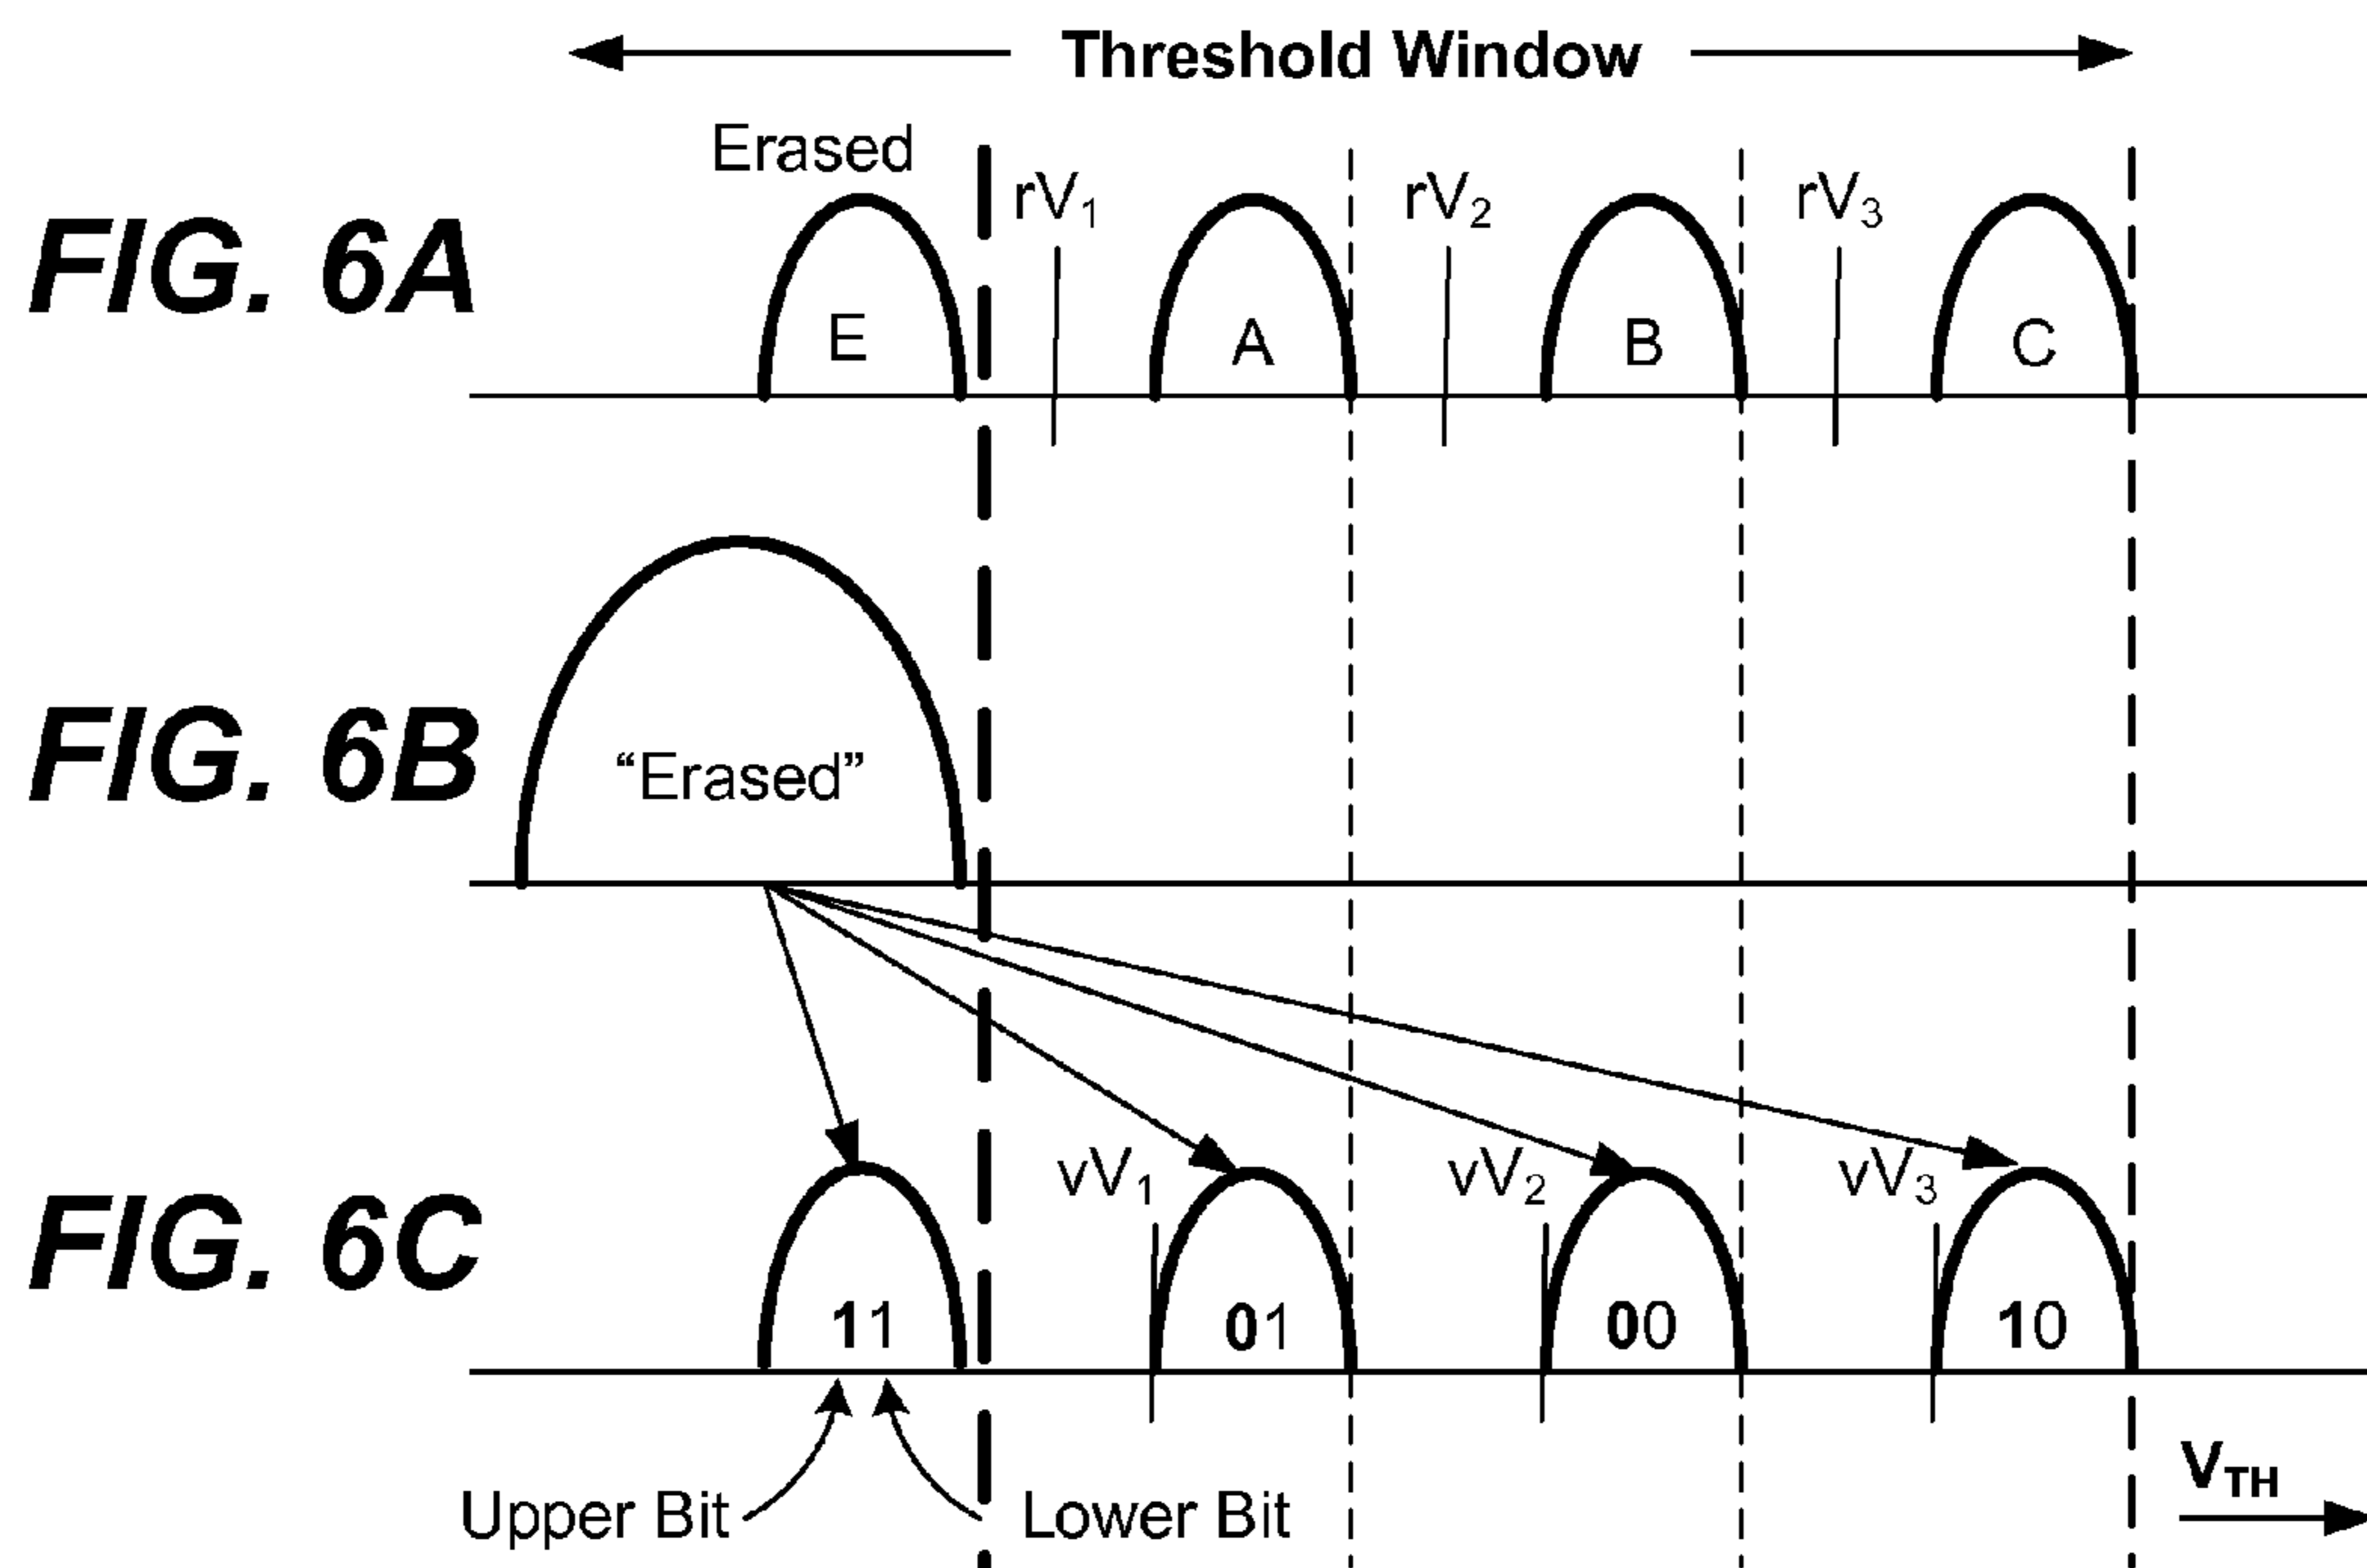 Threshold Window
Erased
rV₁ rV₂ rV₃
FIG. 6A
E A B C
FIG. 6B
“Erased”
vV₁ vV₂ vV₃
FIG. 6C
11 01 00 10
Upper Bit Lower Bit
V_TH